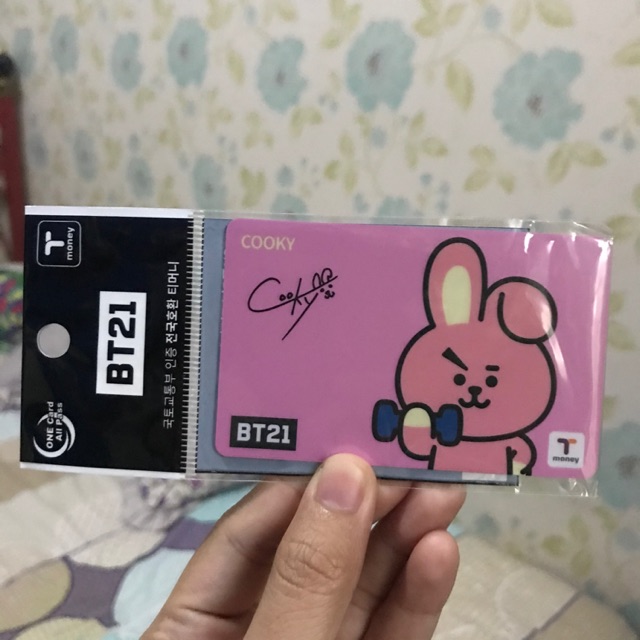 T
money
BT21
국토교통부 인증 전국호환 티머니
ONE Card
All Pass
COOKY
Cooky
BT21
T
money